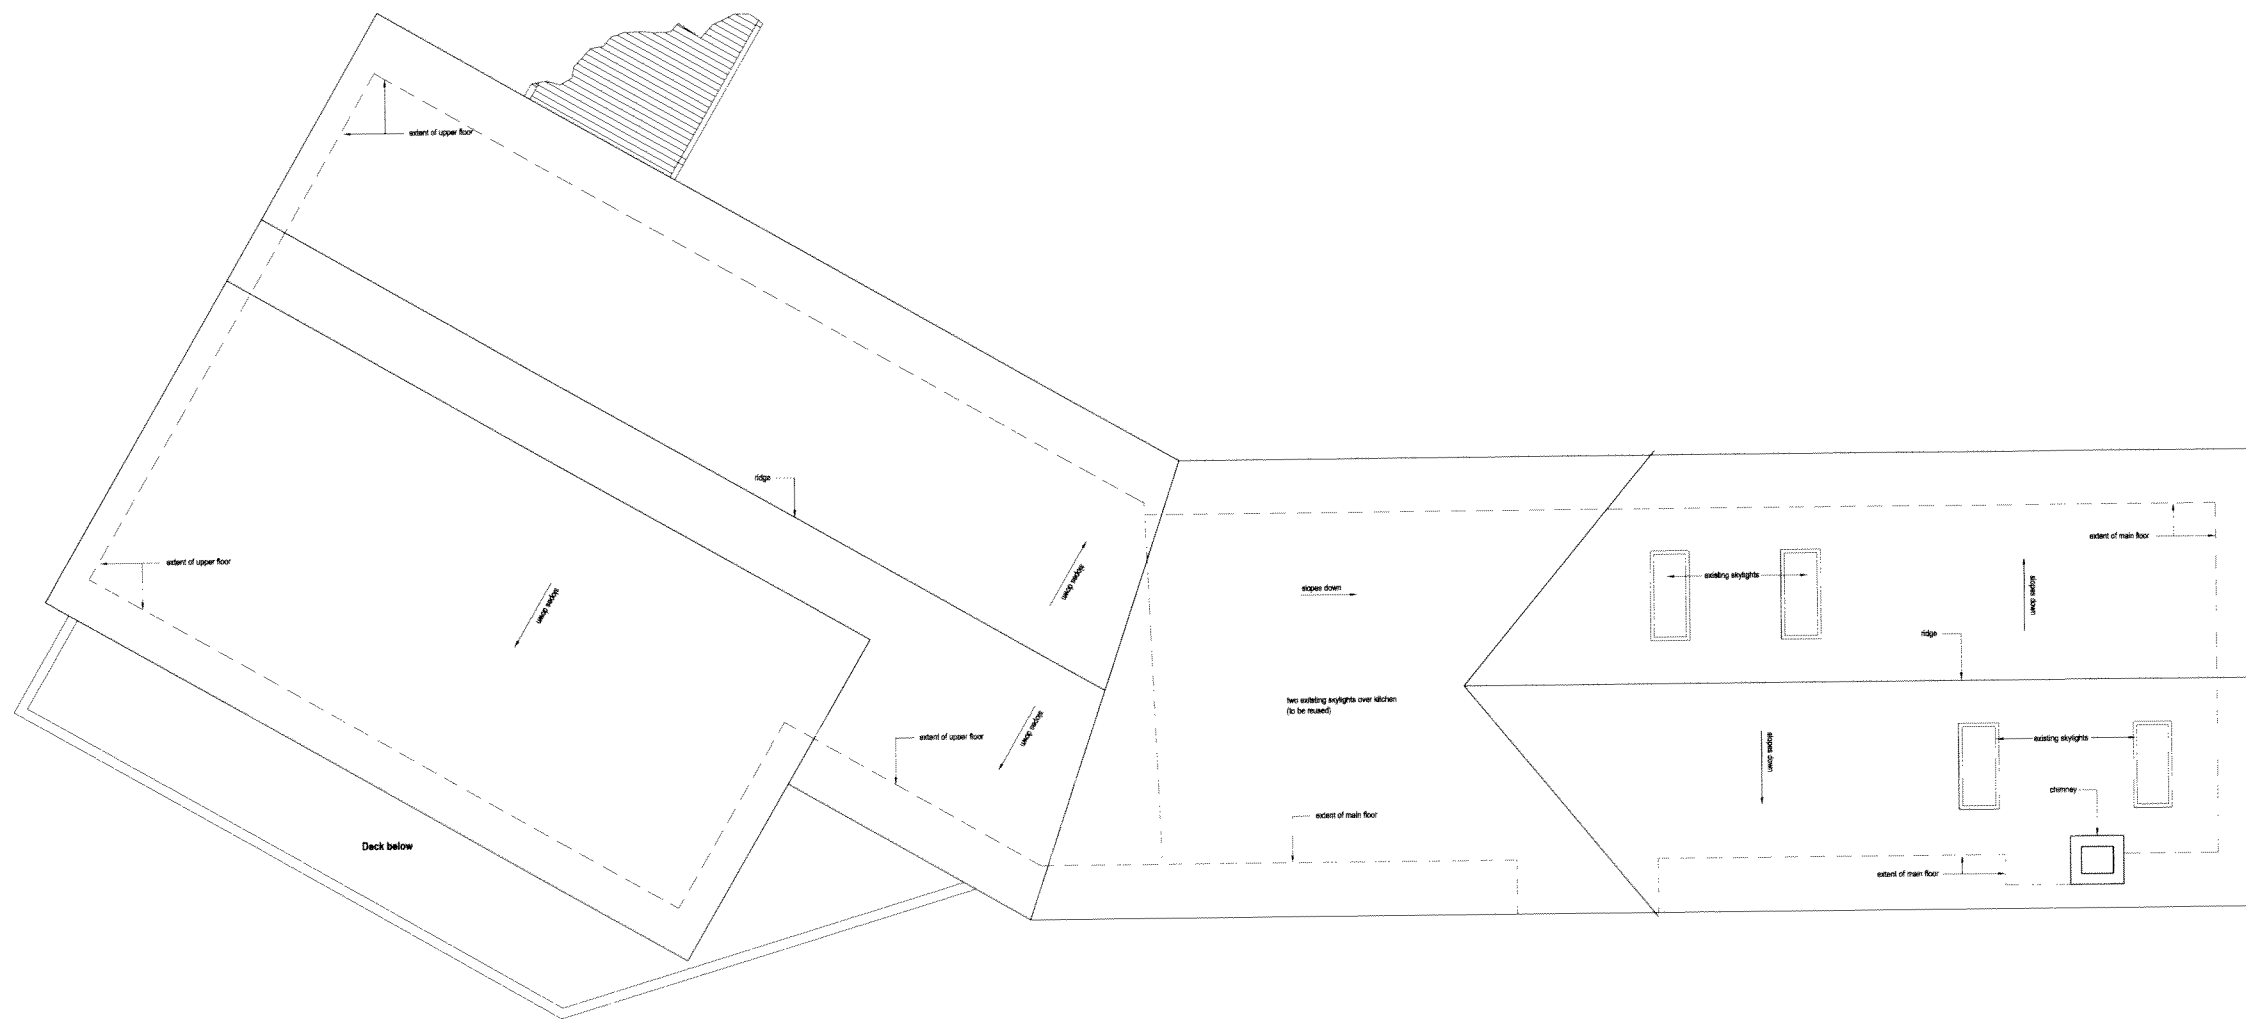 extent of upper floor
ridge
extent of main floor
extent of upper floor
existing skylights
slopes down
slopes down
slopes down
slopes down
ridge
two existing skylights over kitchen
(to be reused)
slopes down
extent of upper floor
slopes down
existing skylights
chimney
extent of main floor
Deck below
extent of main floor